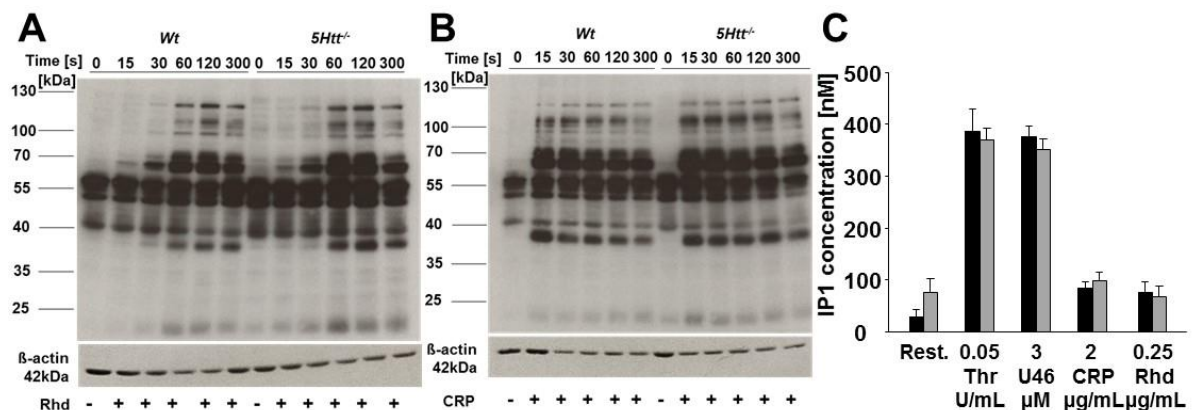 A
Wt 5Htt-/-
Time [s] 0 15 30 60 120 300 0 15 30 60 120 300
[kDa]
130
100
70
55
40
35
25
ß-actin
42kDa
Rhd - + + + + + - + + + + +
B
Wt 5Htt-/-
0 15 30 60 120 300 0 15 30 60 120 300
[kDa]
130
100
70
55
40
35
25
ß-actin
42kDa
CRP - + + + + + - + + + + +
C
IP1 concentration [nM]
500
400
300
200
100
0
Rest. 0.05 3 2 0.25
Thr U46 CRP Rhd
U/mL µM µg/mL µg/mL